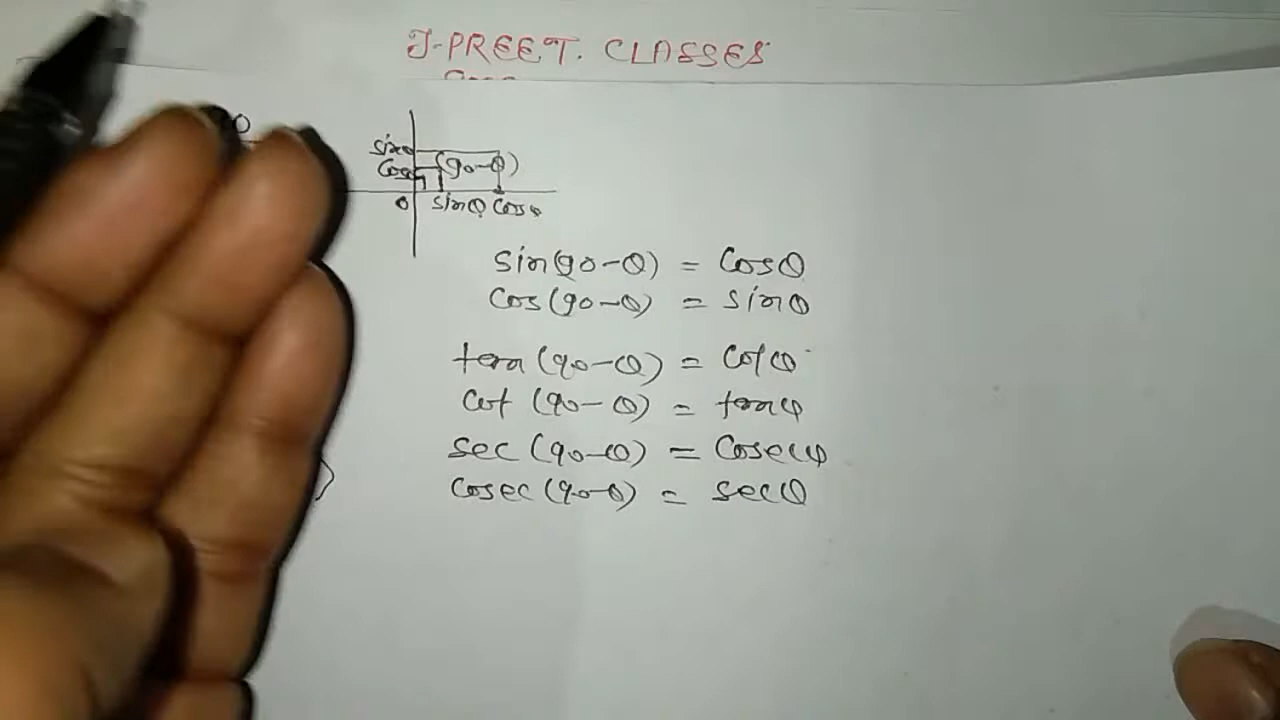 J-PREET. CLASSES
0
sinθ
cosθ
(90-θ)
0 sinθ cosθ
sin(90-θ) = cosθ
cos(90-θ) = sinθ
tan(90-θ) = cotθ
cot (90-θ) = tanθ
sec (90-θ) = cosecθ
cosec(90-θ) = secθ